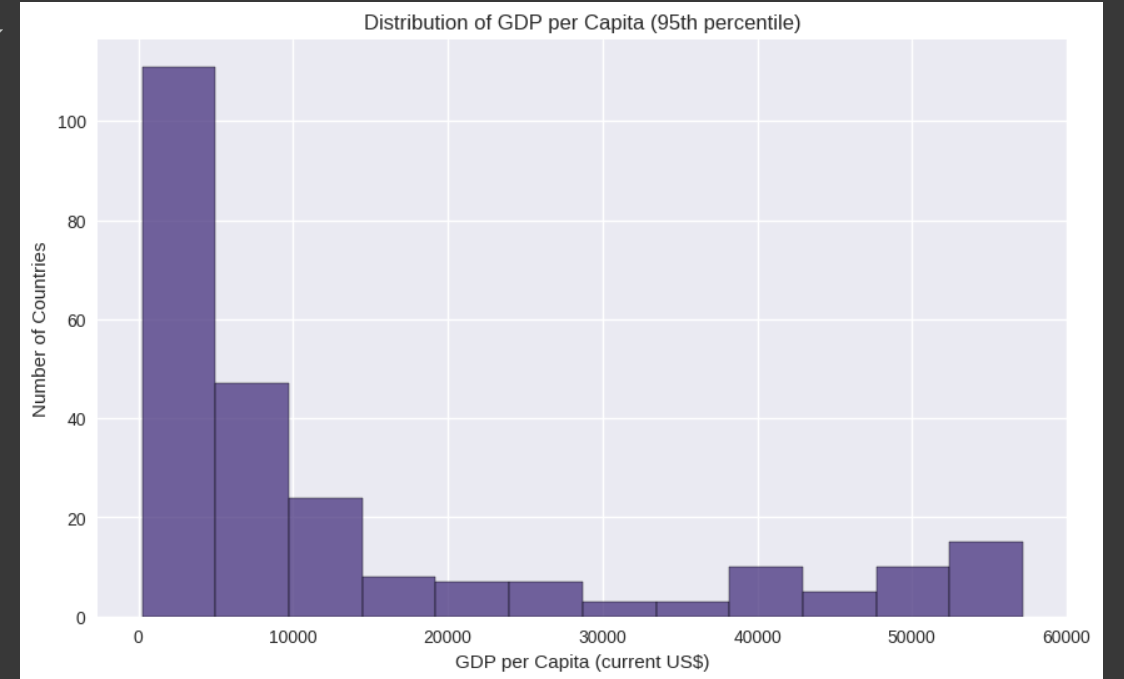 Distribution of GDP per Capita (95th percentile)
100
80
60
40
20
0
Number of Countries
0 10000 20000 30000 40000 50000 60000
GDP per Capita (current US$)